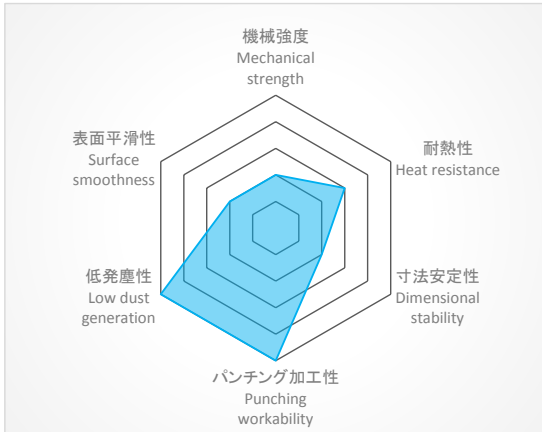 機械強度
Mechanical
strength
耐熱性
Heat resistance
寸法安定性
Dimensional
stability
パンチング加工性
Punching
workability
低発塵性
Low dust
generation
表面平滑性
Surface
smoothness